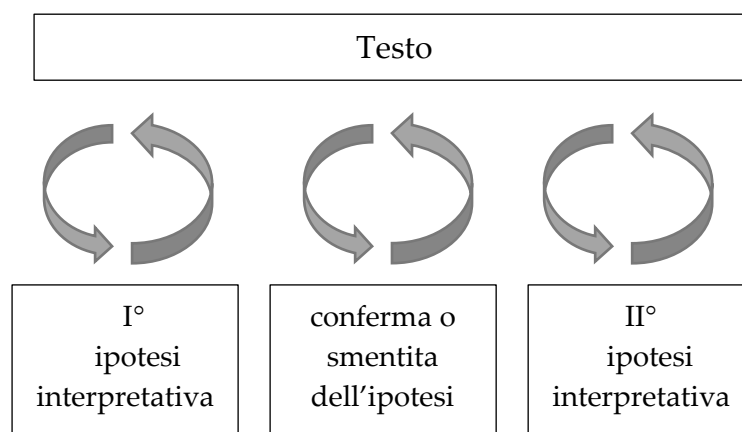 Testo
I°
ipotesi
interpretativa
conferma o
smentita
dell'ipotesi
II°
ipotesi
interpretativa